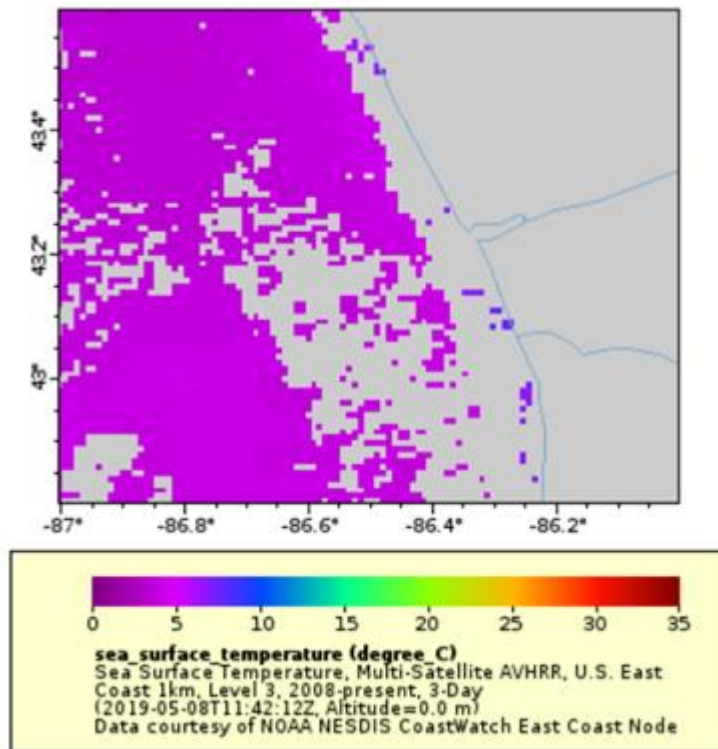 43.4°
43.2°
43°
-87° -86.8° -86.6° -86.4° -86.2°
0 5 10 15 20 25 30 35
sea_surface_temperature (degree_C)
Sea Surface Temperature, Multi-Satellite AVHRR, U.S. East
Coast 1km, Level 3, 2008-present, 3-Day
(2019-05-08T11:42:12Z, Altitude=0.0 m)
Data courtesy of NOAA NESDIS CoastWatch East Coast Node